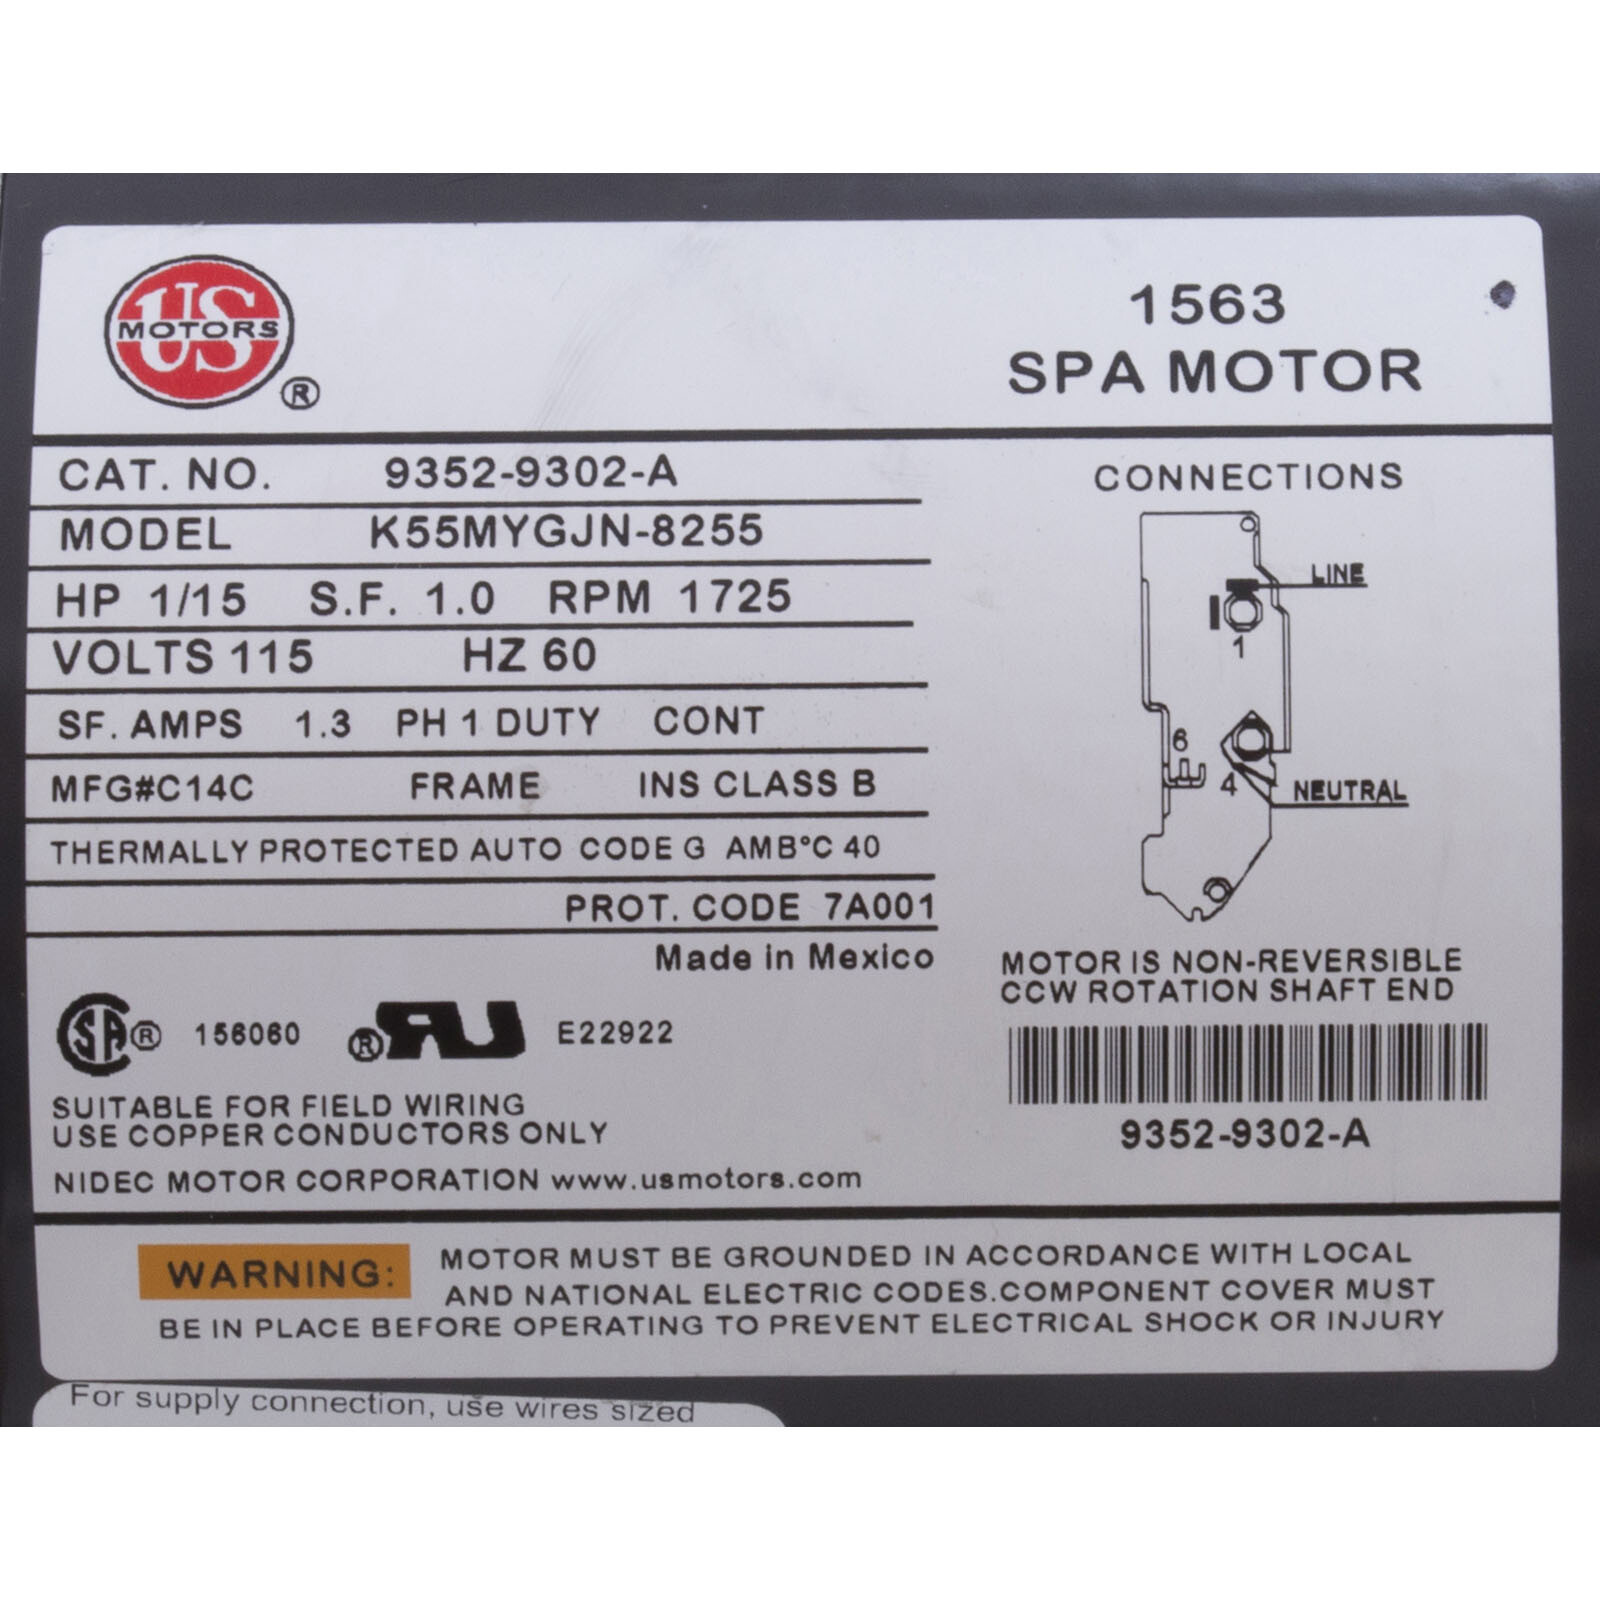 US
MOTORS
®
1563
SPA MOTOR
CAT. NO. 9352-9302-A
MODEL K55MYGJN-8255
HP 1/15 S.F. 1.0 RPM 1725
VOLTS 115 HZ 60
SF. AMPS 1.3 PH 1 DUTY CONT
MFG#C14C FRAME INS CLASS B
THERMALLY PROTECTED AUTO CODE G AMB°C 40
PROT. CODE 7A001
Made in Mexico
SA ® 156060 ® RU E22922
SUITABLE FOR FIELD WIRING
USE COPPER CONDUCTORS ONLY
NIDEC MOTOR CORPORATION www.usmotors.com
CONNECTIONS
LINE
1
6
4
NEUTRAL
MOTOR IS NON-REVERSIBLE
CCW ROTATION SHAFT END
9352-9302-A
WARNING: MOTOR MUST BE GROUNDED IN ACCORDANCE WITH LOCAL
AND NATIONAL ELECTRIC CODES.COMPONENT COVER MUST
BE IN PLACE BEFORE OPERATING TO PREVENT ELECTRICAL SHOCK OR INJURY
For supply connection, use wires sized